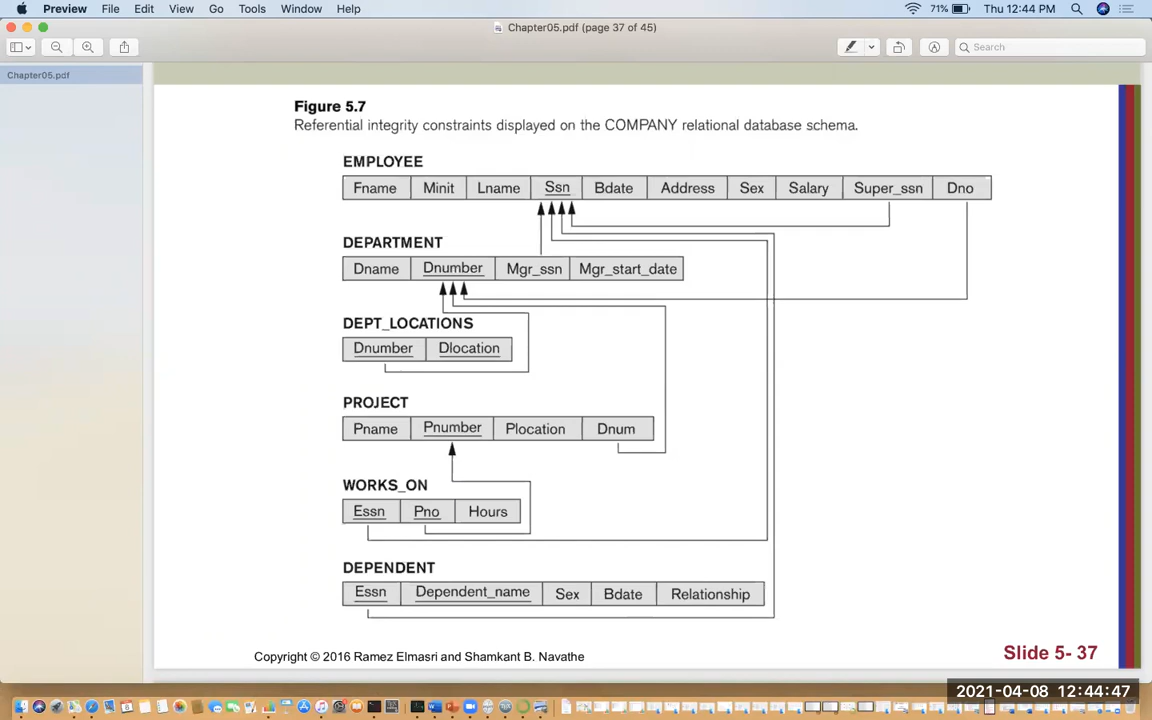 Preview File Edit View Go Tools Window Help 71% Thu 12:44 PM
Chapter05.pdf (page 37 of 45)
Search
Chapter05.pdf
Figure 5.7
Referential integrity constraints displayed on the COMPANY relational database schema.
EMPLOYEE
Fname Minit Lname Ssn Bdate Address Sex Salary Super_ssn Dno
DEPARTMENT
Dname Dnumber Mgr_ssn Mgr_start_date
DEPT_LOCATIONS
Dnumber Dlocation
PROJECT
Pname Pnumber Plocation Dnum
WORKS_ON
Essn Pno Hours
DEPENDENT
Essn Dependent_name Sex Bdate Relationship
Copyright © 2016 Ramez Elmasri and Shamkant B. Navathe
Slide 5- 37
2021-04-08 12:44:47